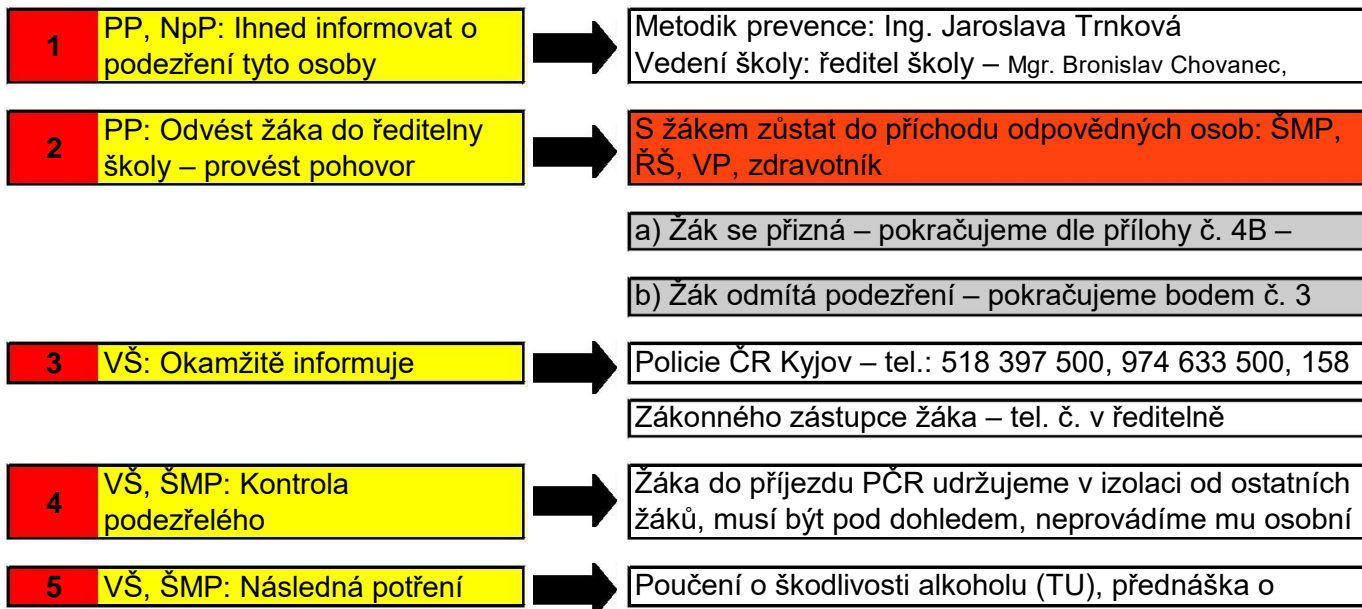 1
PP, NpP: Ihned informovat o
podezření tyto osoby
Metodik prevence: Ing. Jaroslava Trnková
Vedení školy: ředitel školy – Mgr. Bronislav Chovanec,
2
PP: Odvést žáka do ředitelny
školy – provést pohovor
S žákem zůstat do příchodu odpovědných osob: ŠMP,
ŘŠ, VP, zdravotník
a) Žák se přizná – pokračujeme dle přílohy č. 4B –
b) Žák odmítá podezření – pokračujeme bodem č. 3
3
VŠ: Okamžitě informuje
Policie ČR Kyjov – tel.: 518 397 500, 974 633 500, 158
Zákonného zástupce žáka – tel. č. v ředitelně
4
VŠ, ŠMP: Kontrola
podezřelého
Žáka do příjezdu PČR udržujeme v izolaci od ostatních
žáků, musí být pod dohledem, neprovádíme mu osobní
5
VŠ, ŠMP: Následná potření
Poučení o škodlivosti alkoholu (TU), přednáška o